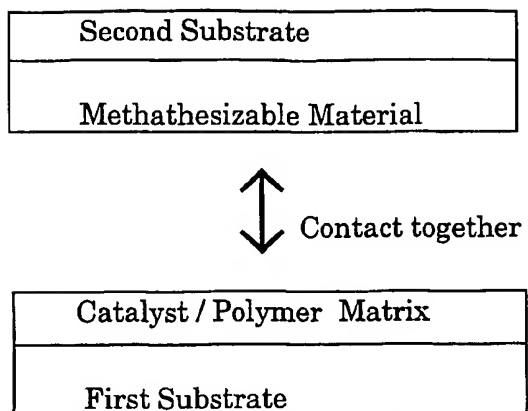 Second Substrate
Methathesizable Material
Contact together
Catalyst / Polymer Matrix
First Substrate